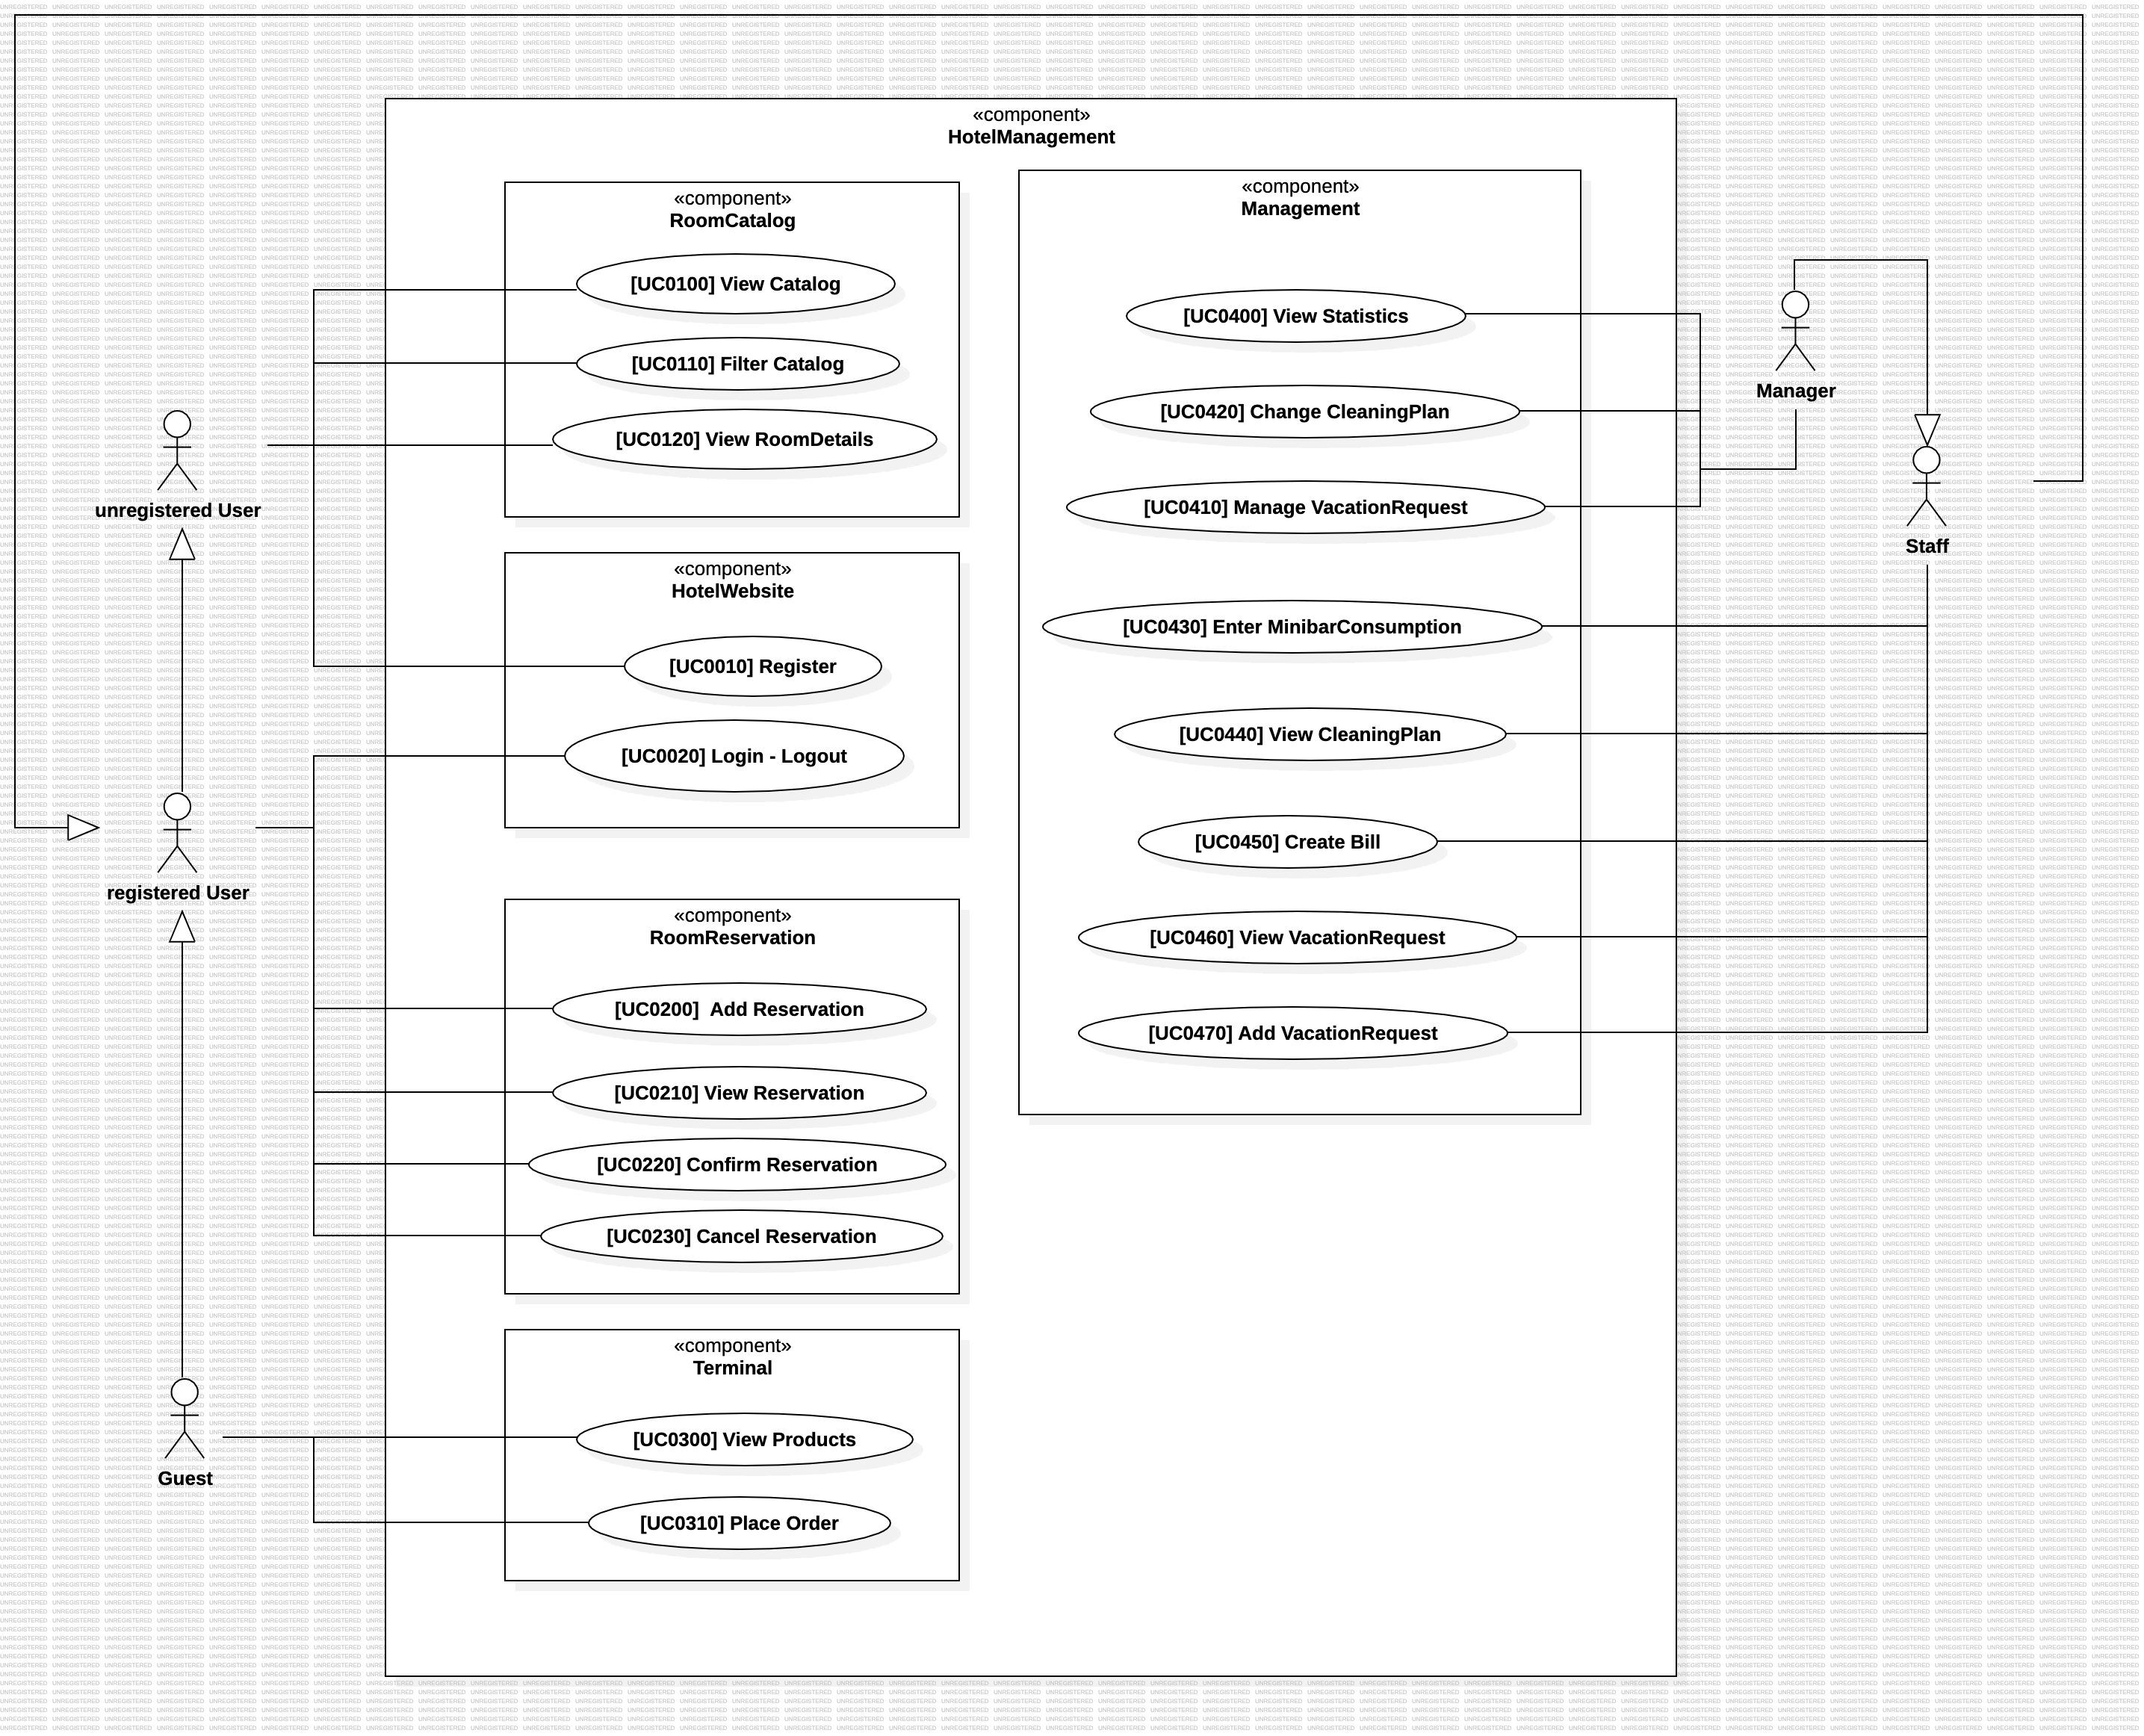 «component»
HotelManagement
«component»
RoomCatalog
[UC0100] View Catalog
[UC0110] Filter Catalog
[UC0120] View RoomDetails
«component»
HotelWebsite
[UC0010] Register
[UC0020] Login - Logout
«component»
RoomReservation
[UC0200]  Add Reservation
[UC0210] View Reservation
[UC0220] Confirm Reservation
[UC0230] Cancel Reservation
«component»
Terminal
[UC0300] View Products
[UC0310] Place Order
«component»
Management
[UC0400] View Statistics
[UC0420] Change CleaningPlan
[UC0410] Manage VacationRequest
[UC0430] Enter MinibarConsumption
[UC0440] View CleaningPlan
[UC0450] Create Bill
[UC0460] View VacationRequest
[UC0470] Add VacationRequest
unregistered User
registered User
Guest
Manager
Staff
UNREGISTERED